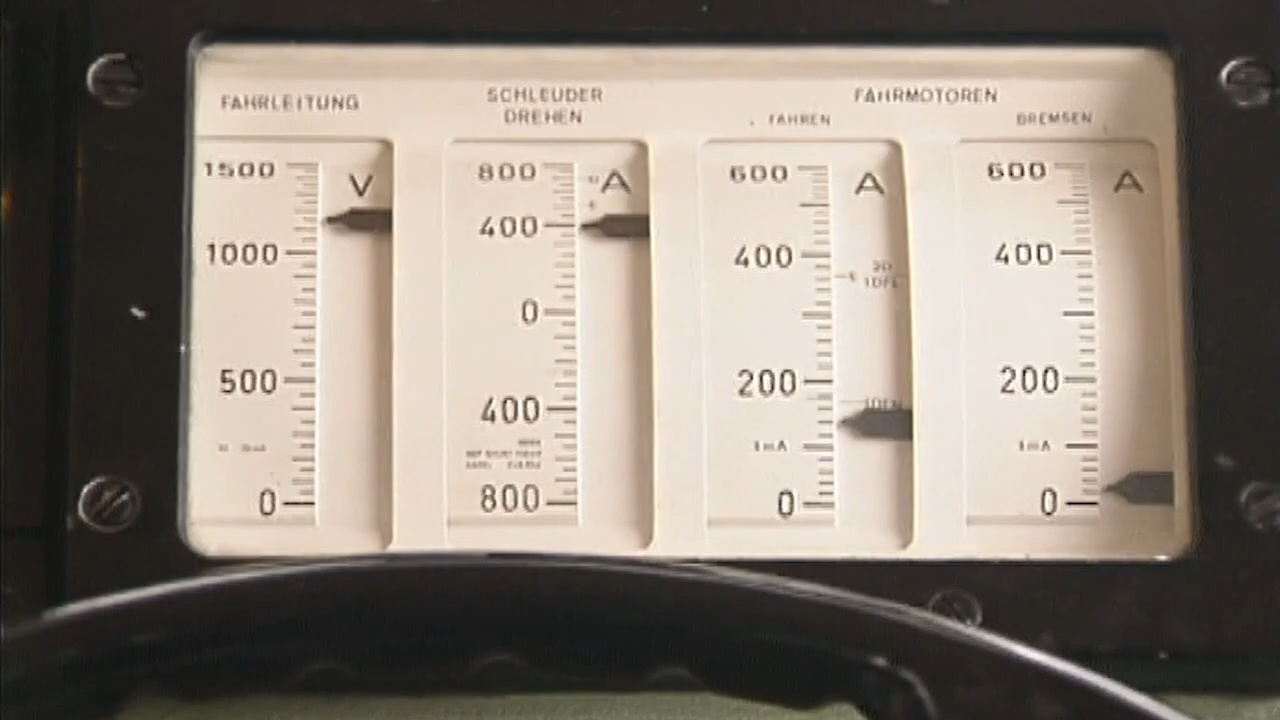 FAHRLEITUNG
1500
V
1000
500
0
SCHLEUDER
DREHEN
800
A
400
0
400
800
FAHRMOTOREN
FAHREN
600
A
400
200
1mA
0
BREMSEN
600
A
400
200
1mA
0